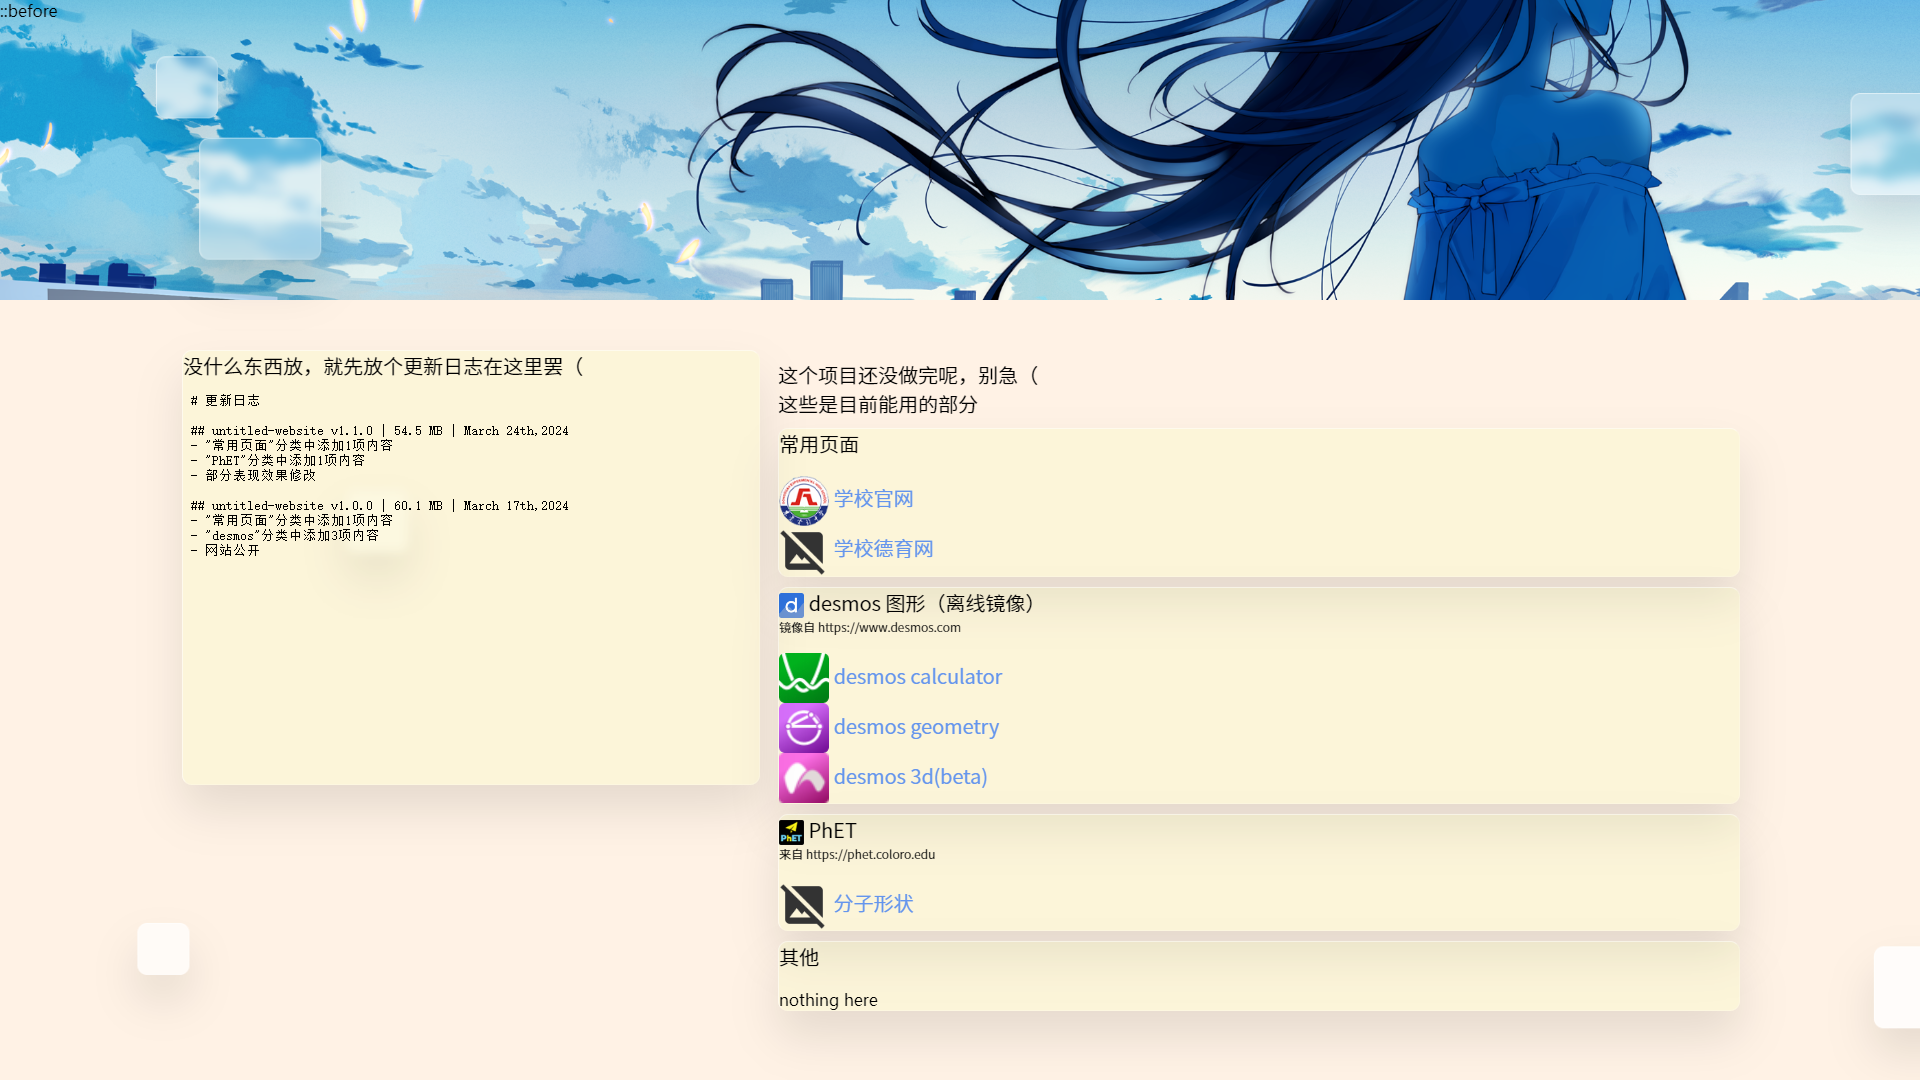 ::before
没什么东西放，就先放个更新日志在这里罢（
# 更新日志
## untitled-website v1.1.0 | 54.5 MB | March 24th,2024
- "常用页面"分类中添加1项内容
- "PhET"分类中添加1项内容
- 部分表现效果修改
## untitled-website v1.0.0 | 60.1 MB | March 17th,2024
- "常用页面"分类中添加1项内容
- "desmos"分类中添加3项内容
- 网站公开
这个项目还没做完呢，别急（
这些是目前能用的部分
常用页面
学校官网
学校德育网
d desmos 图形（离线镜像）
镜像自 https://www.desmos.com
desmos calculator
desmos geometry
desmos 3d(beta)
PhET PhET
来自 https://phet.coloro.edu
分子形状
其他
nothing here